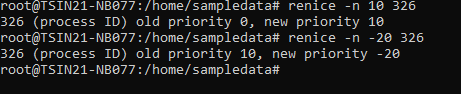 root@TSIN21-NB077:/home/sampledata# renice -n 10 326
326 (process ID) old priority 0, new priority 10
root@TSIN21-NB077:/home/sampledata# renice -n -20 326
326 (process ID) old priority 10, new priority -20
root@TSIN21-NB077:/home/sampledata#